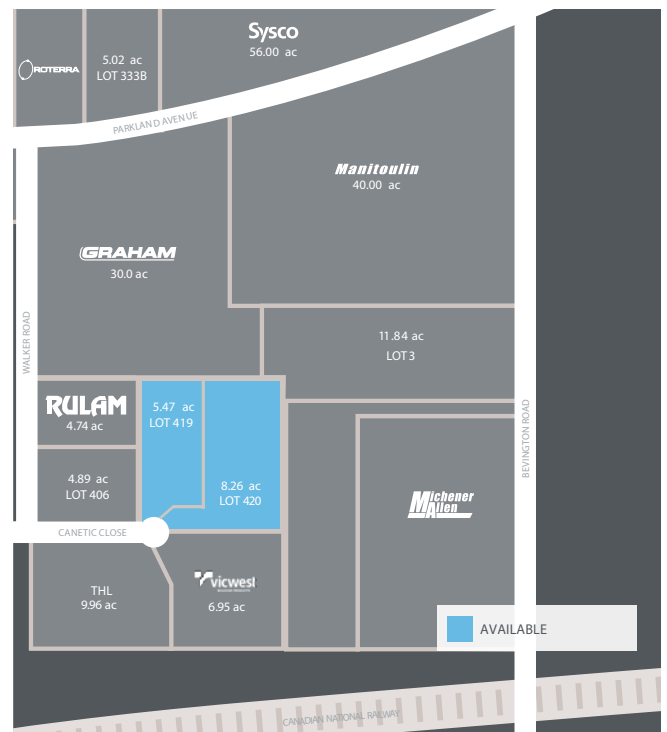 Sysco
56.00 ac
5.02 ac
LOT 333B
ROTERRA
PARKLAND AVENUE
Manitoulin
40.00 ac
GRAHAM
30.0 ac
WALKER ROAD
11.84 ac
LOT 3
RULAM
4.74 ac
5.47 ac
LOT 419
BEVINGTON ROAD
4.89 ac
LOT 406
8.26 ac
LOT 420
Michener
Allen
CANETIC CLOSE
THL
9.96 ac
vicwest
BUILDING PRODUCTS
6.95 ac
AVAILABLE
CANADIAN NATIONAL RAILWAY